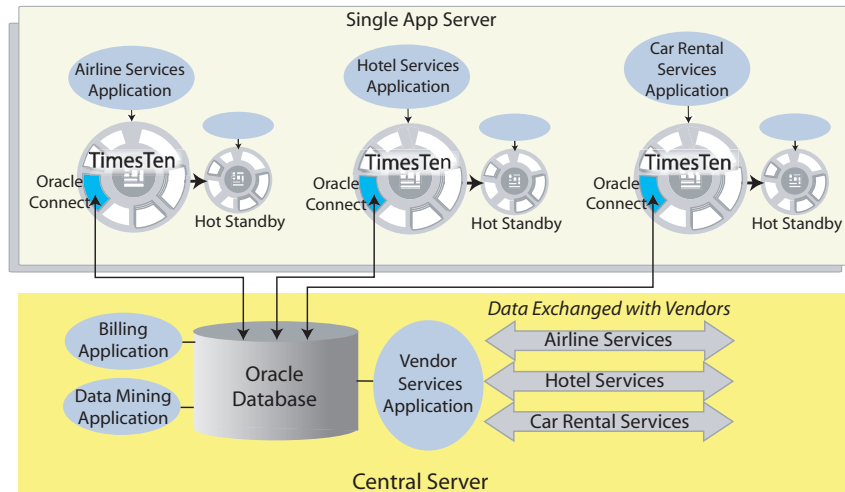 Single App Server
Airline Services
Application
Hotel Services
Application
Car Rental
Services
Application
TimesTen
TimesTen
TimesTen
Oracle
Connect
Hot Standby
Oracle
Connect
Hot Standby
Oracle
Connect
Hot Standby
Data Exchanged with Vendors
Billing
Application
Airline Services
Oracle
Database
Vendor
Services
Application
Hotel Services
Data Mining
Application
Car Rental Services
Central Server